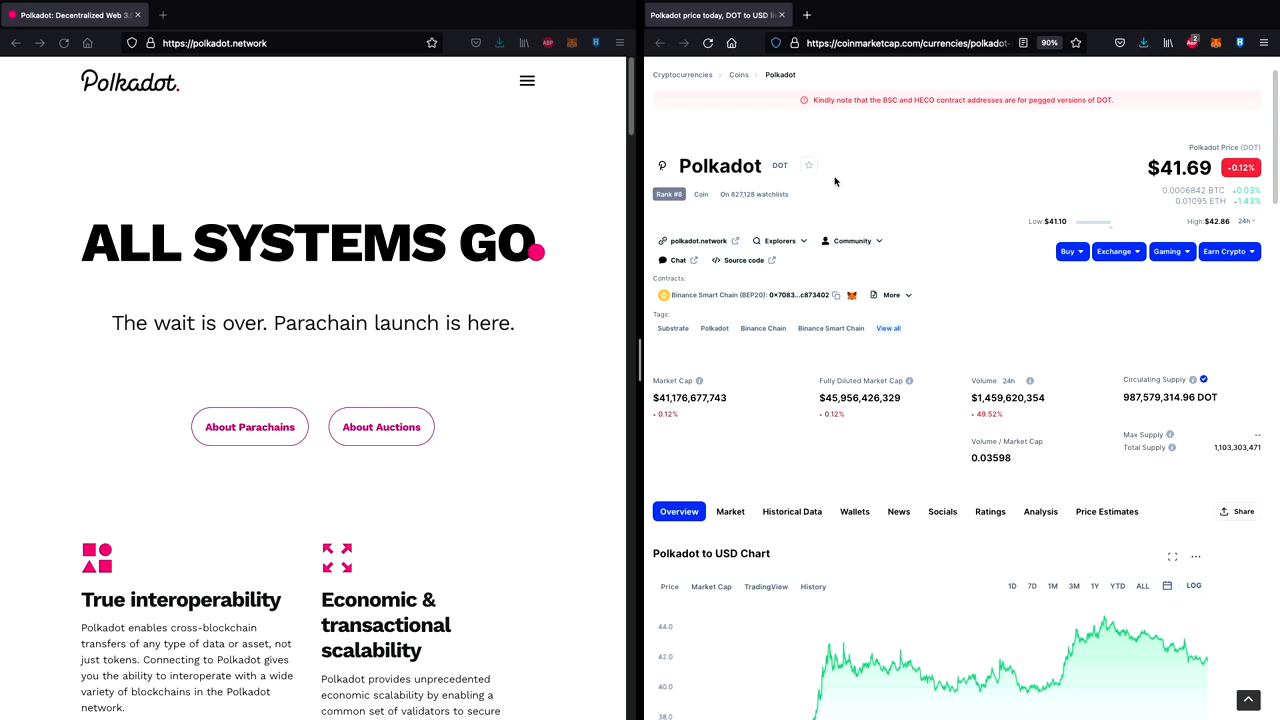 Polkadot: Decentralized Web 3.
https://polkadot.network
Polkadot.
ALL SYSTEMS GO
The wait is over. Parachain launch is here.
About Parachains
About Auctions
True interoperability
Polkadot enables cross-blockchain
transfers of any type of data or asset, not
just tokens. Connecting to Polkadot gives
you the ability to interoperate with a wide
variety of blockchains in the Polkadot
network.
Economic &
transactional
scalability
Polkadot provides unprecedented
economic scalability by enabling a
common set of validators to secure
Polkadot price today, DOT to USD
https://coinmarketcap.com/currencies/polkadot-
90%
ABP
ABP 2
Cryptocurrencies > Coins > Polkadot
Kindly note that the BSC and HECO contract addresses are for pegged versions of DOT.
Polkadot DOT
Rank #8 Coin On 827,128 watchlists
Polkadot Price (DOT)
$41.69 -0.12%
0.0006842 BTC 0.03%
0.01095 ETH 1.43%
Low:$41.10 High:$42.86 24h
polkadot.network Explorers Community
Chat Source code
Buy Exchange Gaming Earn Crypto
Contracts:
Binance Smart Chain (BEP20): 0x7083...c873402 More
Tags:
Substrate Polkadot Binance Chain Binance Smart Chain View all
Market Cap
$41,176,677,743
0.12%
Fully Diluted Market Cap
$45,956,426,329
0.12%
Volume 24h
$1,459,620,354
49.52%
Volume / Market Cap
0.03598
Circulating Supply
987,579,314.96 DOT
Max Supply --
Total Supply 1,103,303,471
Overview Market Historical Data Wallets News Socials Ratings Analysis Price Estimates Share
Polkadot to USD Chart
Price Market Cap TradingView History 1D 7D 1M 3M 1Y YTD ALL LOG
44.0
42.0
40.0
38.0